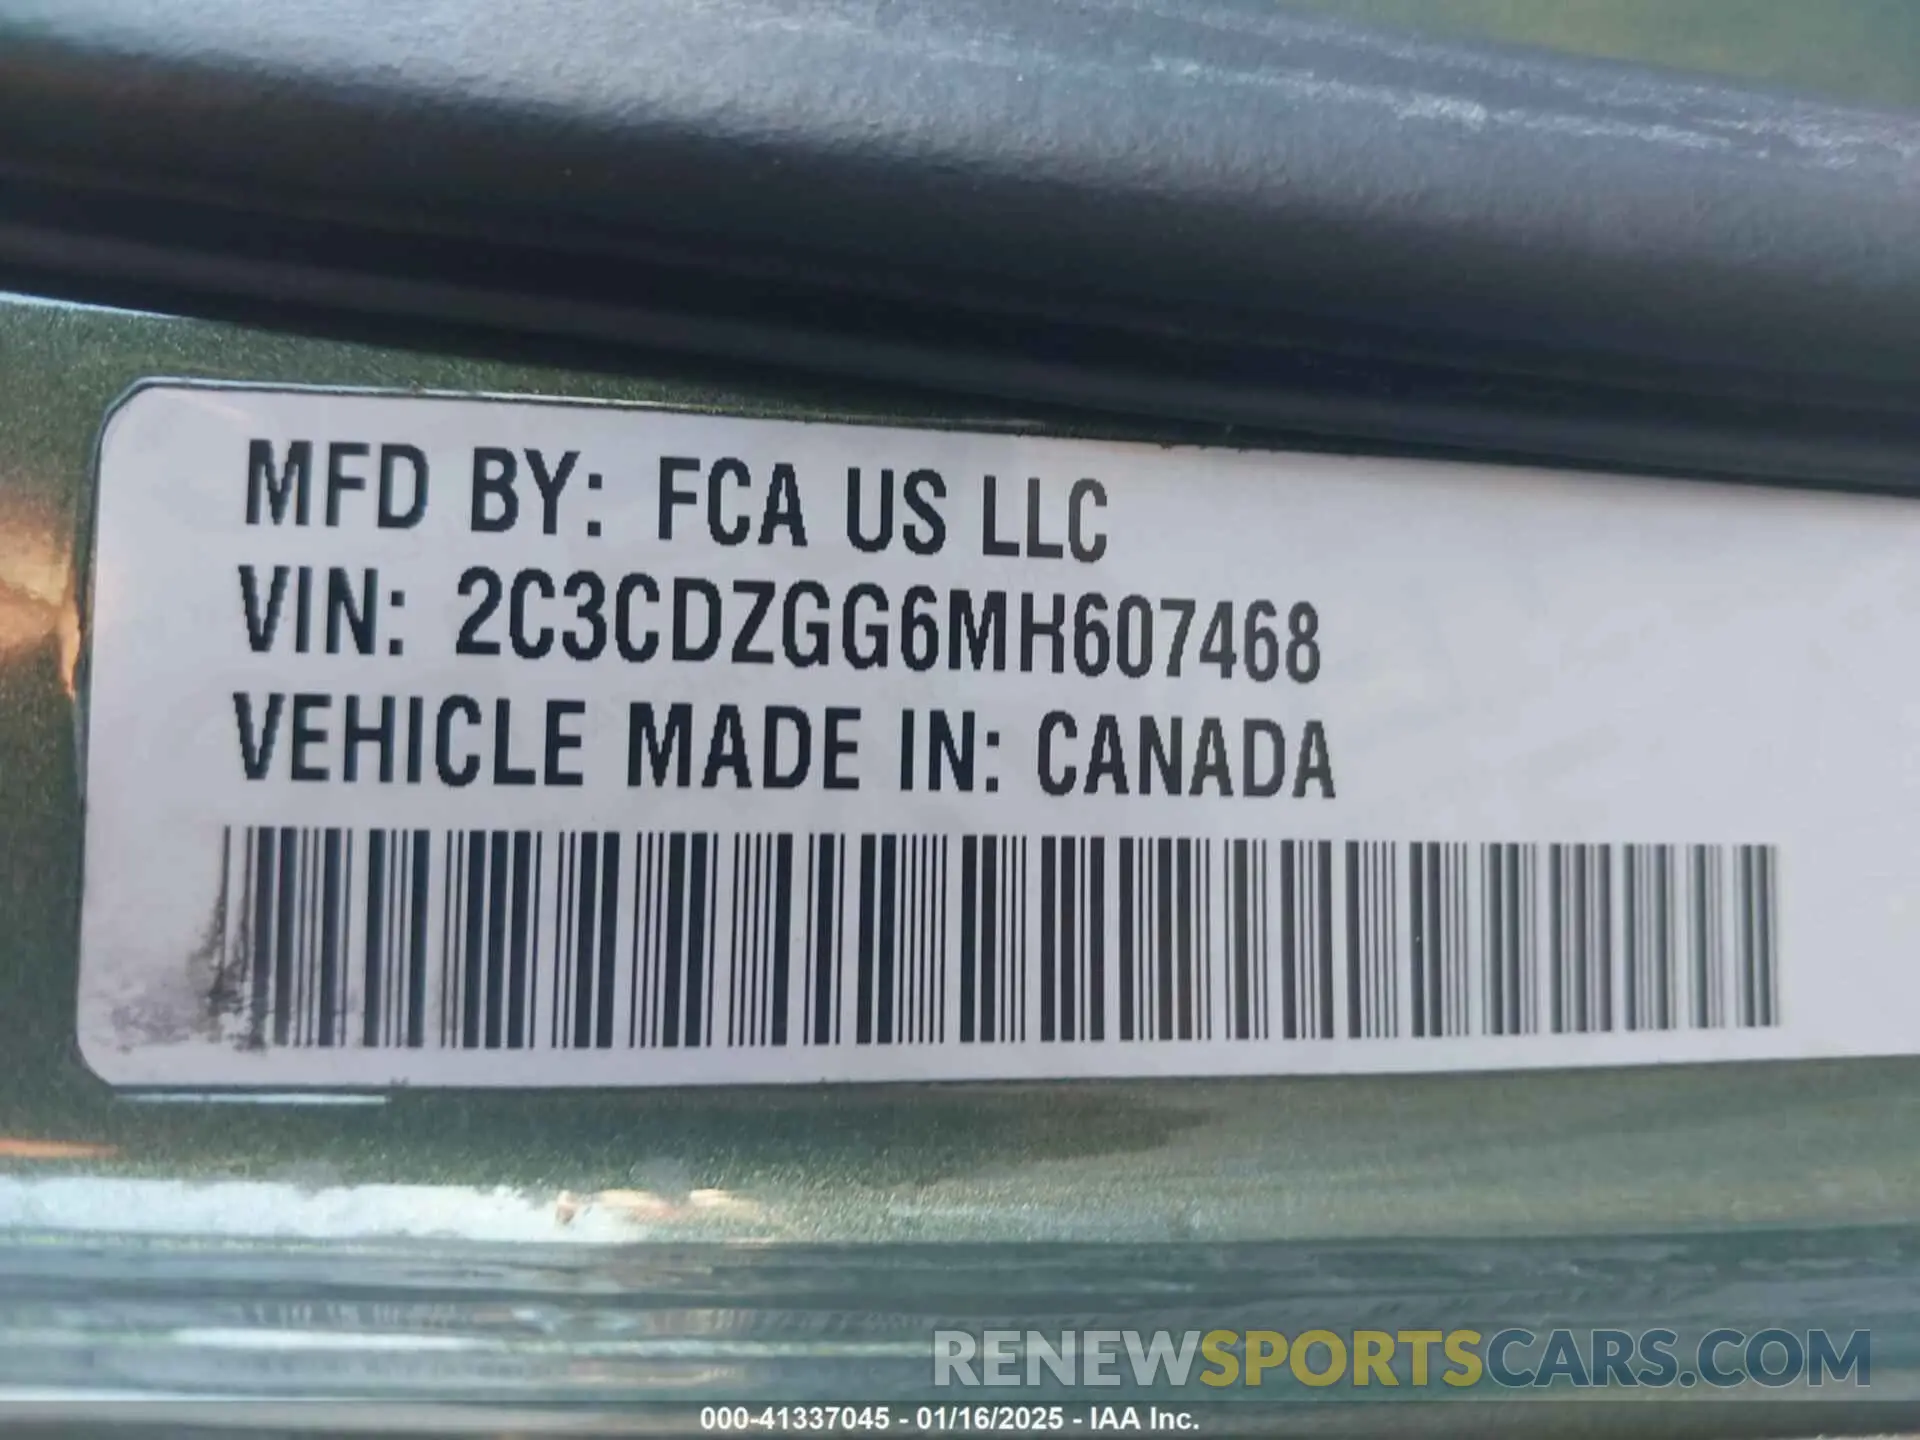 MFD BY: FCA US LLC
VIN: 2C3CDZGG6MH607468
VEHICLE MADE IN: CANADA
RENEWSPORTSCARS.COM
000-41337045 - 01/16/2025 - IAA Inc.